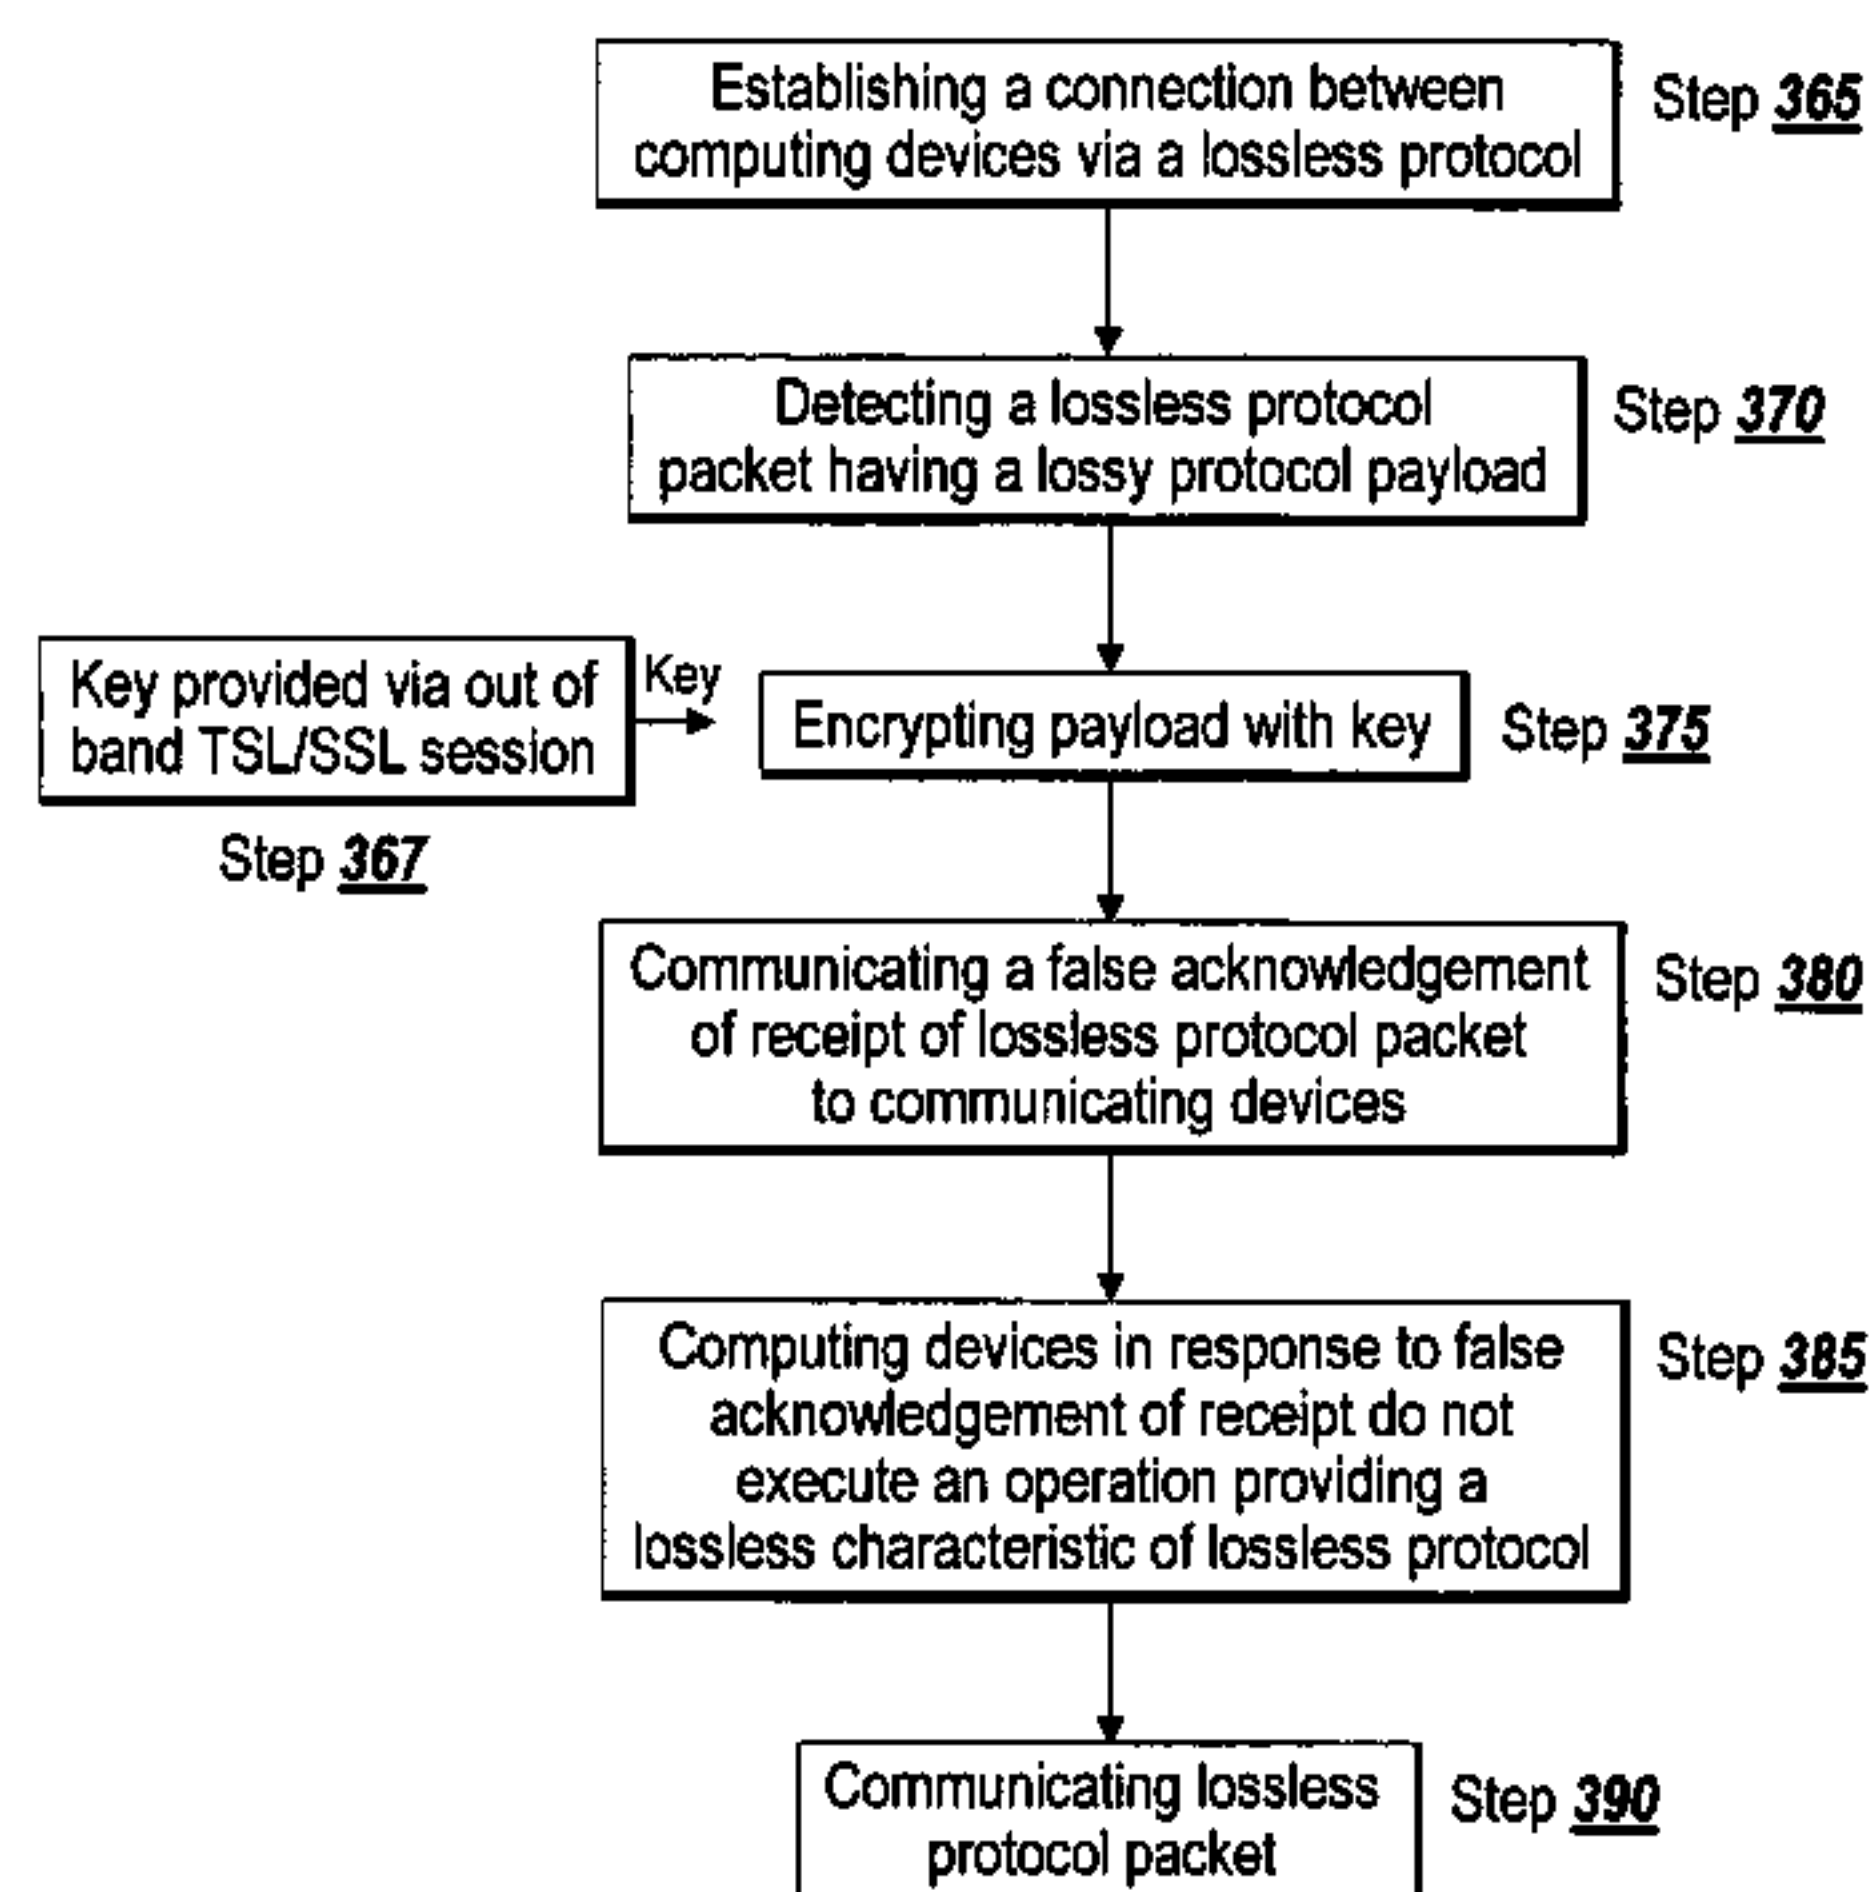 Establishing a connection between
computing devices via a lossless protocol
Step 365
Detecting a lossless protocol
packet having a lossy protocol payload
Step 370
Key provided via out of
band TSL/SSL session
Key
Step 367
Encrypting payload with key
Step 375
Communicating a false acknowledgement
of receipt of lossless protocol packet
to communicating devices
Step 380
Computing devices in response to false
acknowledgement of receipt do not
execute an operation providing a
lossless characteristic of lossless protocol
Step 385
Communicating lossless
protocol packet
Step 390